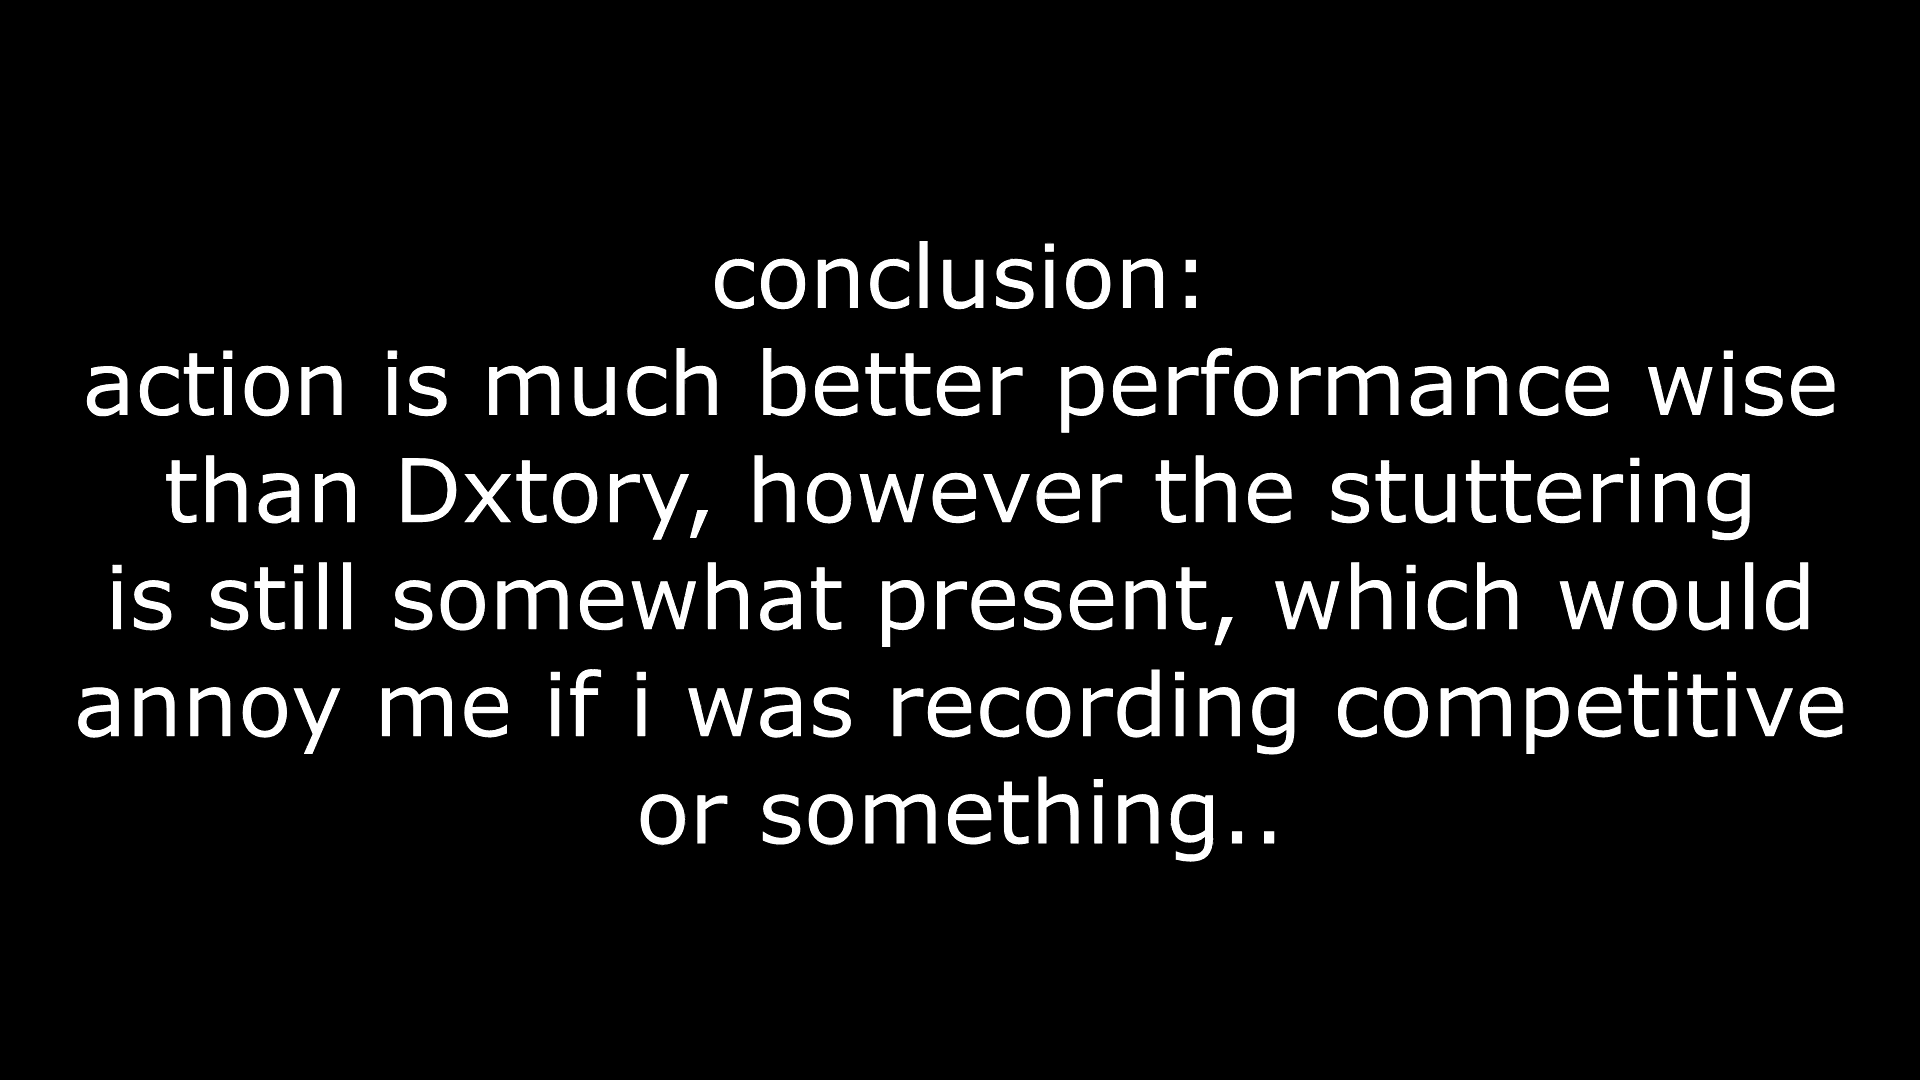 conclusion:
action is much better performance wise
than Dxtory, however the stuttering
is still somewhat present, which would
annoy me if i was recording competitive
or something..